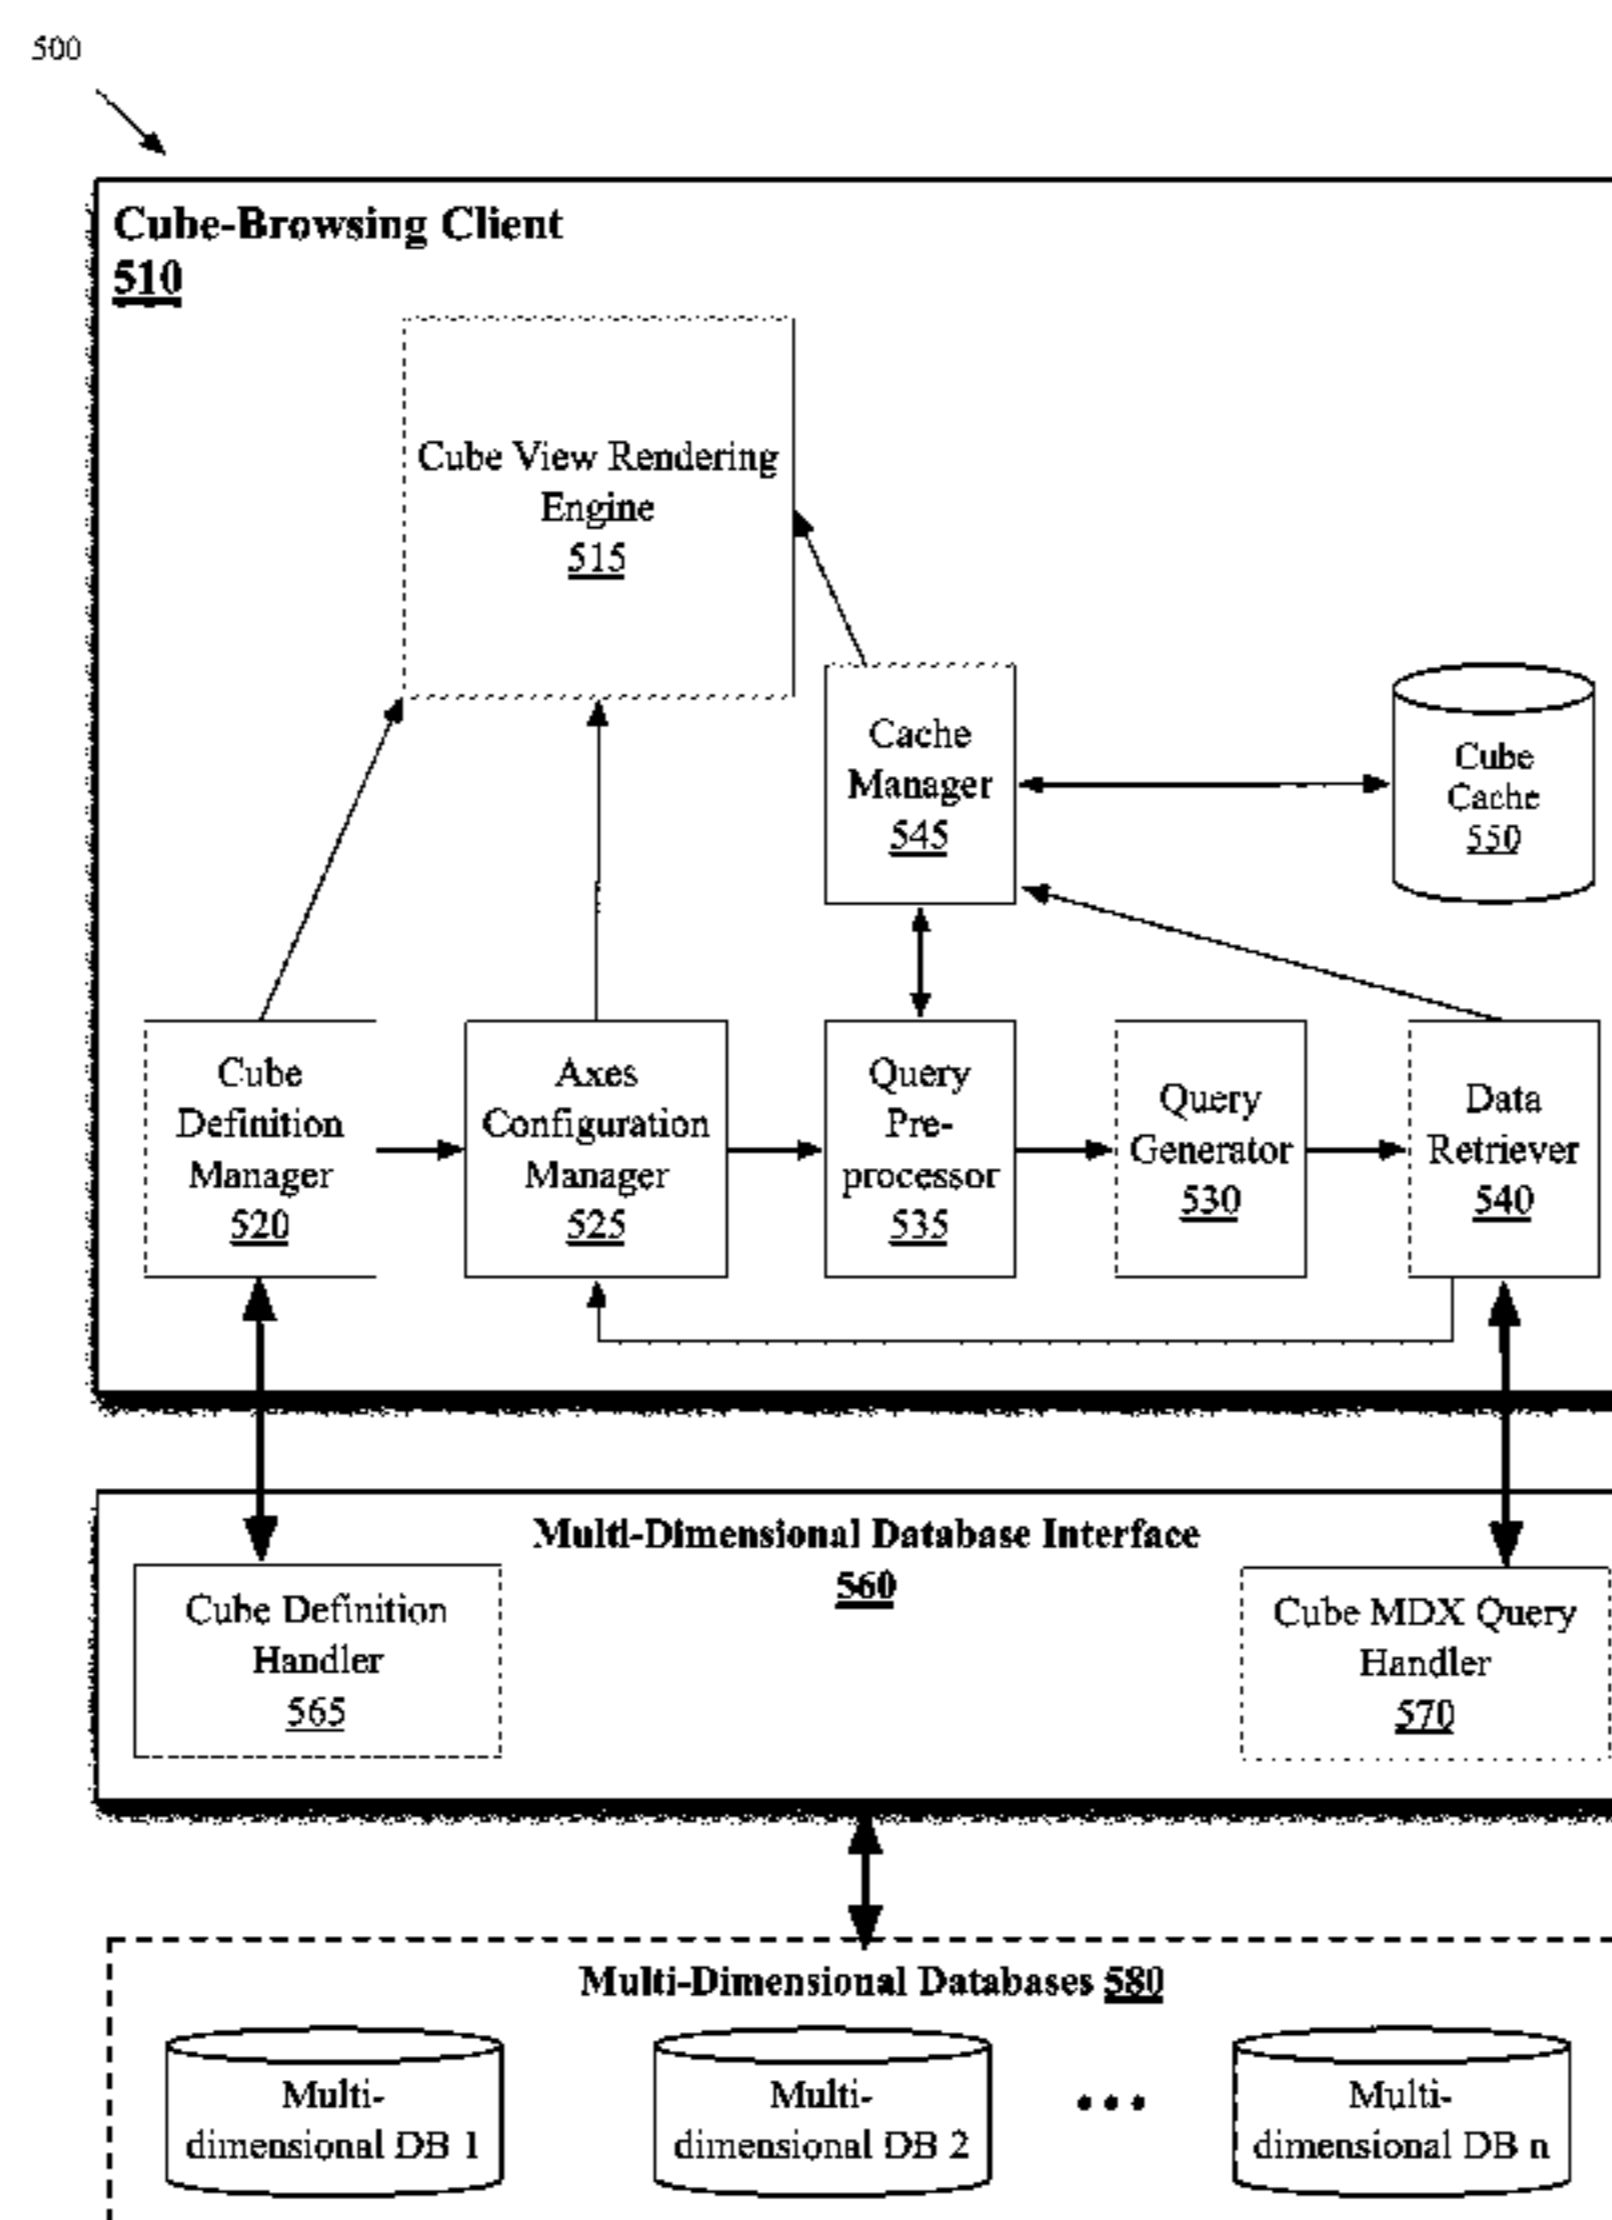 500
Cube-Browsing Client
510
Cube View Rendering
Engine
515
Cache
Manager
545
Cube
Cache
550
Cube
Definition
Manager
520
Axes
Configuration
Manager
525
Query
Pre-
processor
535
Query
Generator
530
Data
Retriever
540
Multi-Dimensional Database Interface
560
Cube Definition
Handler
565
Cube MDX Query
Handler
570
Multi-Dimensional Databases 580
Multi-
dimensional DB 1
Multi-
dimensional DB 2
•••
Multi-
dimensional DB n